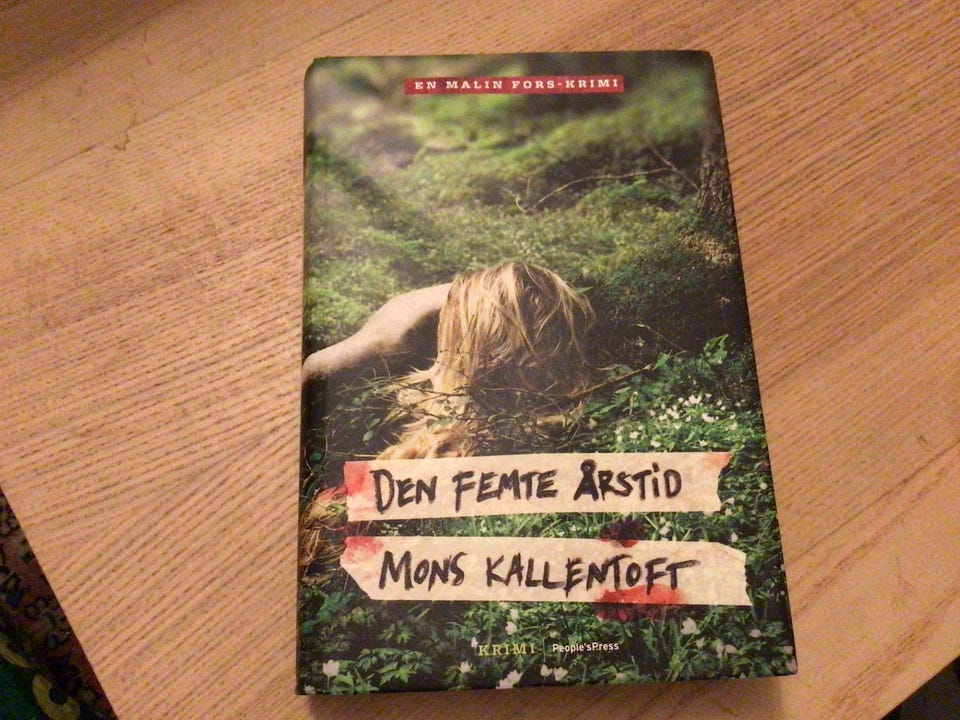 EN MALIN FORS-KRIMI
DEN FEMTE ÅRSTiD
MONS KALLENTOFT
KRIMI People'sPress